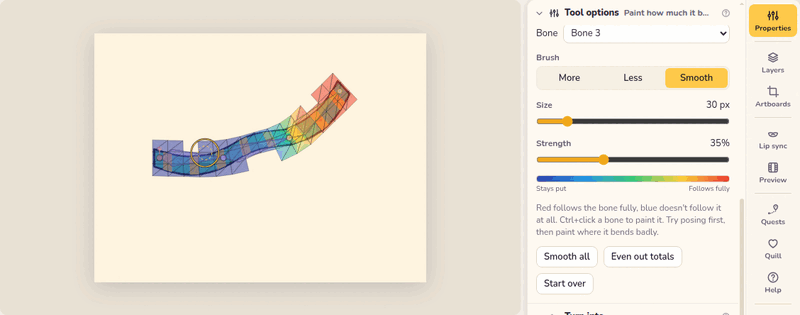 Tool options Paint how much it b...
Bone Bone 3
Brush
More Less Smooth
Size 30 px
Strength 35%
Stays put Follows fully
Red follows the bone fully, blue doesn't follow it
at all. Ctrl+click a bone to paint it. Try posing first,
then paint where it bends badly.
Smooth all Even out totals
Start over
Properties
Layers
Artboards
Lip sync
Preview
Quests
Quill
Help